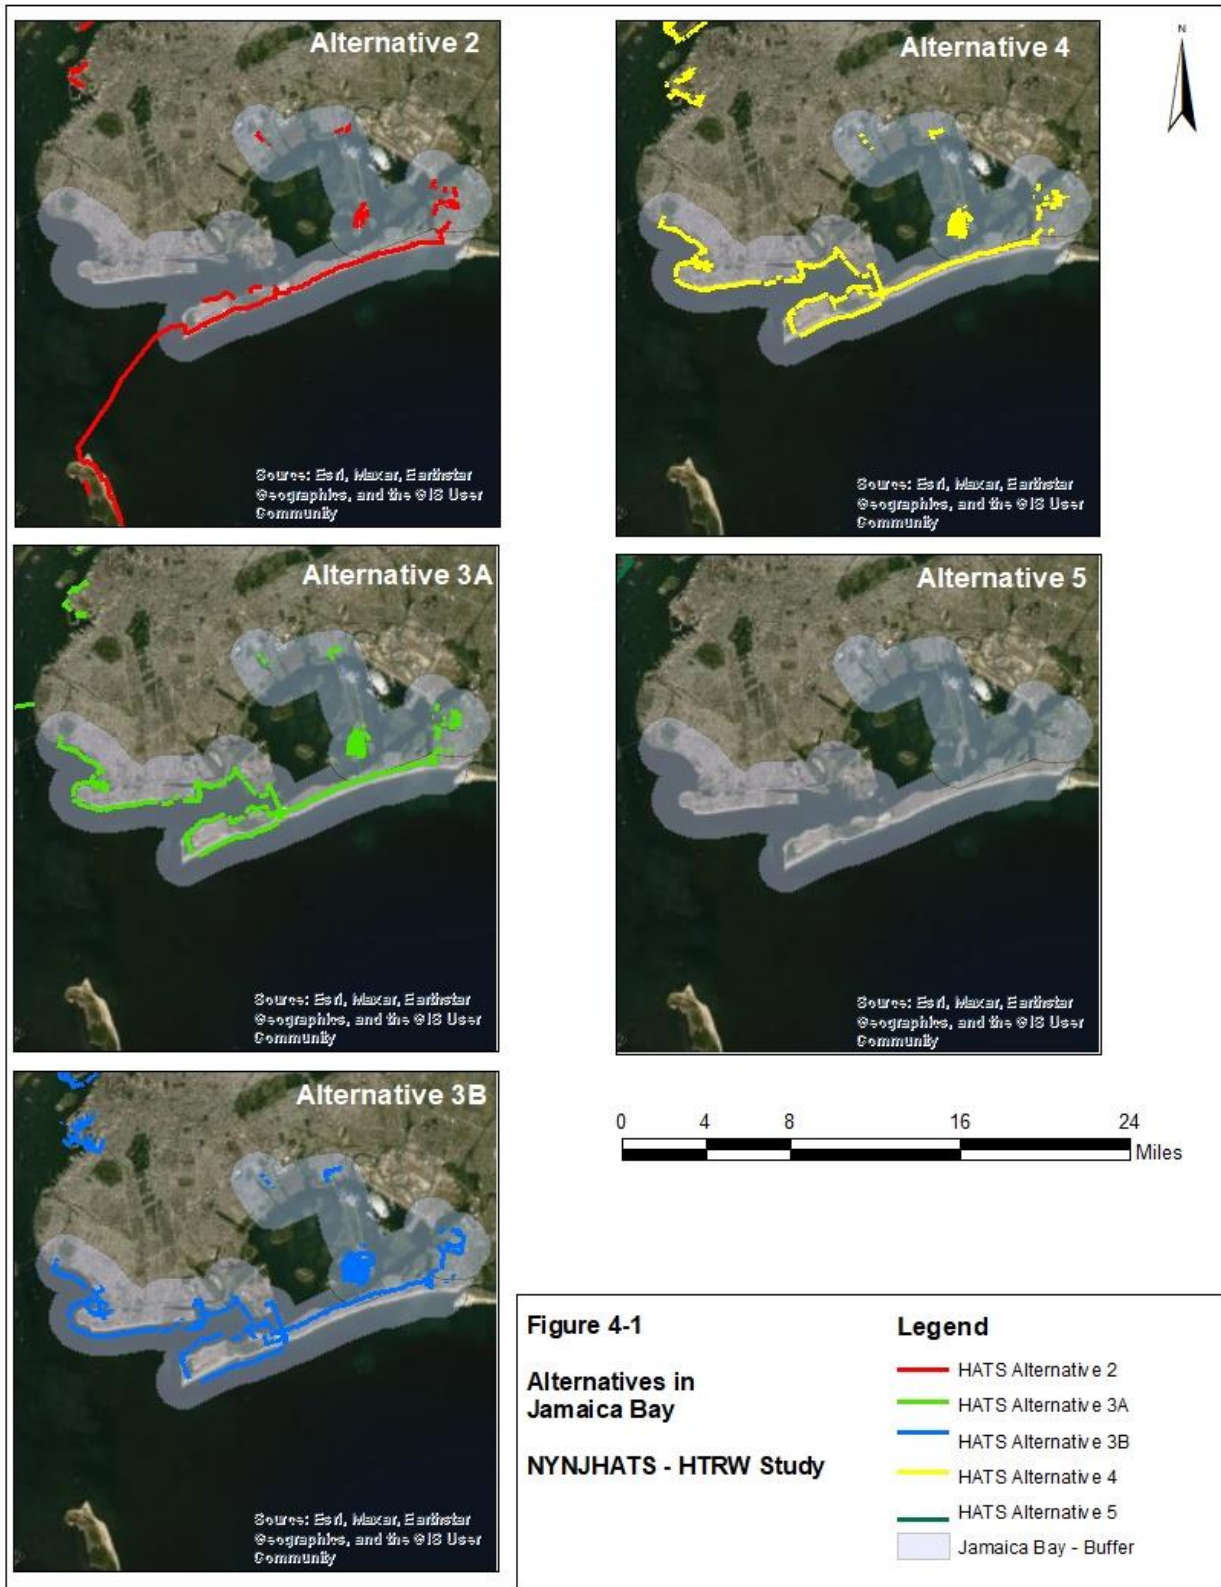 Alternative 2
Source: Esri, Maxar, Earthstar
Geographics, and the GIS User
Community
Alternative 4
Source: Esri, Maxar, Earthstar
Geographics, and the GIS User
Community
N
Alternative 3A
Source: Esri, Maxar, Earthstar
Geographics, and the GIS User
Community
Alternative 5
Source: Esri, Maxar, Earthstar
Geographics, and the GIS User
Community
Alternative 3B
Source: Esri, Maxar, Earthstar
Geographics, and the GIS User
Community
0 4 8 16 24
Miles
Figure 4-1
Alternatives in
Jamaica Bay
NYNJHATS - HTRW Study
Legend
HATS Alternative 2
HATS Alternative 3A
HATS Alternative 3B
HATS Alternative 4
HATS Alternative 5
Jamaica Bay - Buffer